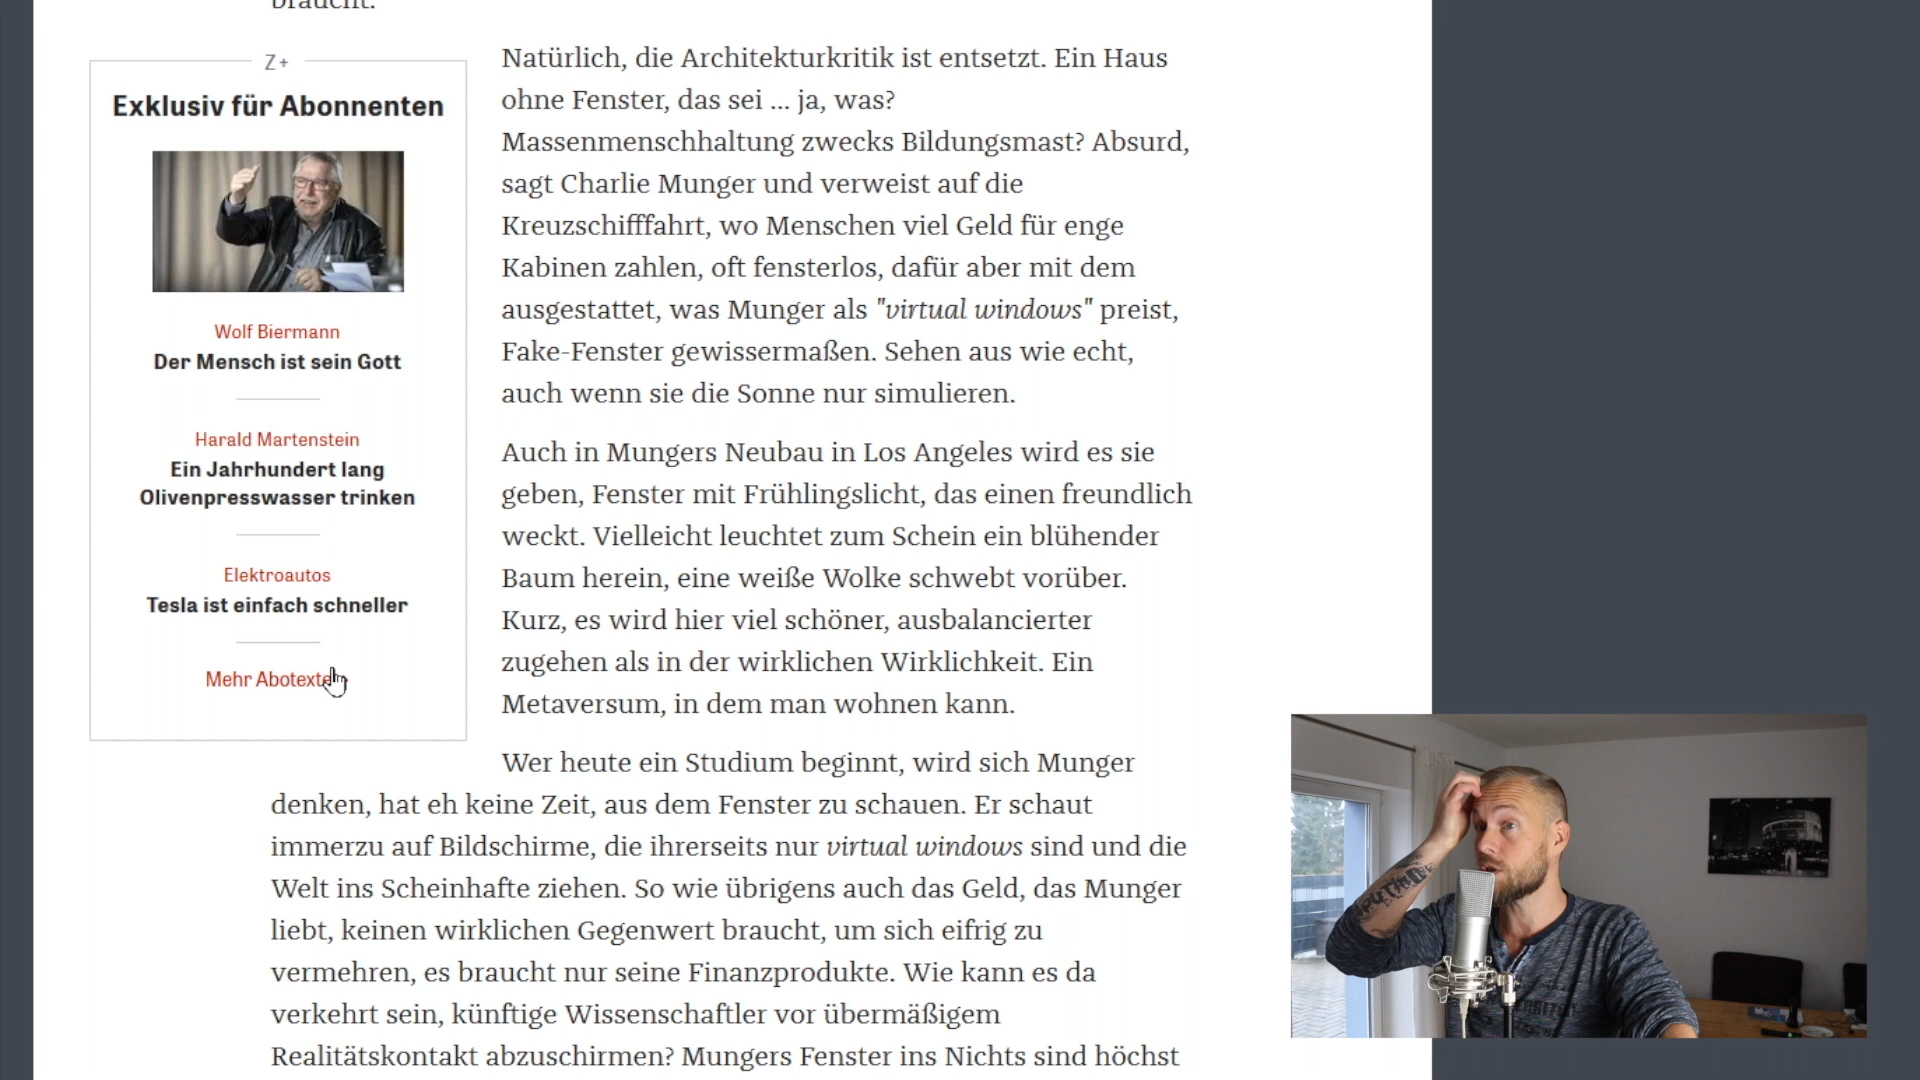 braucht.
Z+
Exklusiv für Abonnenten
Wolf Biermann
Der Mensch ist sein Gott
Harald Martenstein
Ein Jahrhundert lang
Olivenpresswasser trinken
Elektroautos
Tesla ist einfach schneller
Mehr Abotexte
Natürlich, die Architekturkritik ist entsetzt. Ein Haus
ohne Fenster, das sei ... ja, was?
Massenmenschhaltung zwecks Bildungsmast? Absurd,
sagt Charlie Munger und verweist auf die
Kreuzschifffahrt, wo Menschen viel Geld für enge
Kabinen zahlen, oft fensterlos, dafür aber mit dem
ausgestattet, was Munger als "virtual windows" preist,
Fake-Fenster gewissermaßen. Sehen aus wie echt,
auch wenn sie die Sonne nur simulieren.
Auch in Mungers Neubau in Los Angeles wird es sie
geben, Fenster mit Frühlingslicht, das einen freundlich
weckt. Vielleicht leuchtet zum Schein ein blühender
Baum herein, eine weiße Wolke schwebt vorüber.
Kurz, es wird hier viel schöner, ausbalancierter
zugehen als in der wirklichen Wirklichkeit. Ein
Metaversum, in dem man wohnen kann.
Wer heute ein Studium beginnt, wird sich Munger
denken, hat eh keine Zeit, aus dem Fenster zu schauen. Er schaut
immerzu auf Bildschirme, die ihrerseits nur virtual windows sind und die
Welt ins Scheinhafte ziehen. So wie übrigens auch das Geld, das Munger
liebt, keinen wirklichen Gegenwert braucht, um sich eifrig zu
vermehren, es braucht nur seine Finanzprodukte. Wie kann es da
verkehrt sein, künftige Wissenschaftler vor übermäßigem
Realitätskontakt abzuschirmen? Mungers Fenster ins Nichts sind höchst